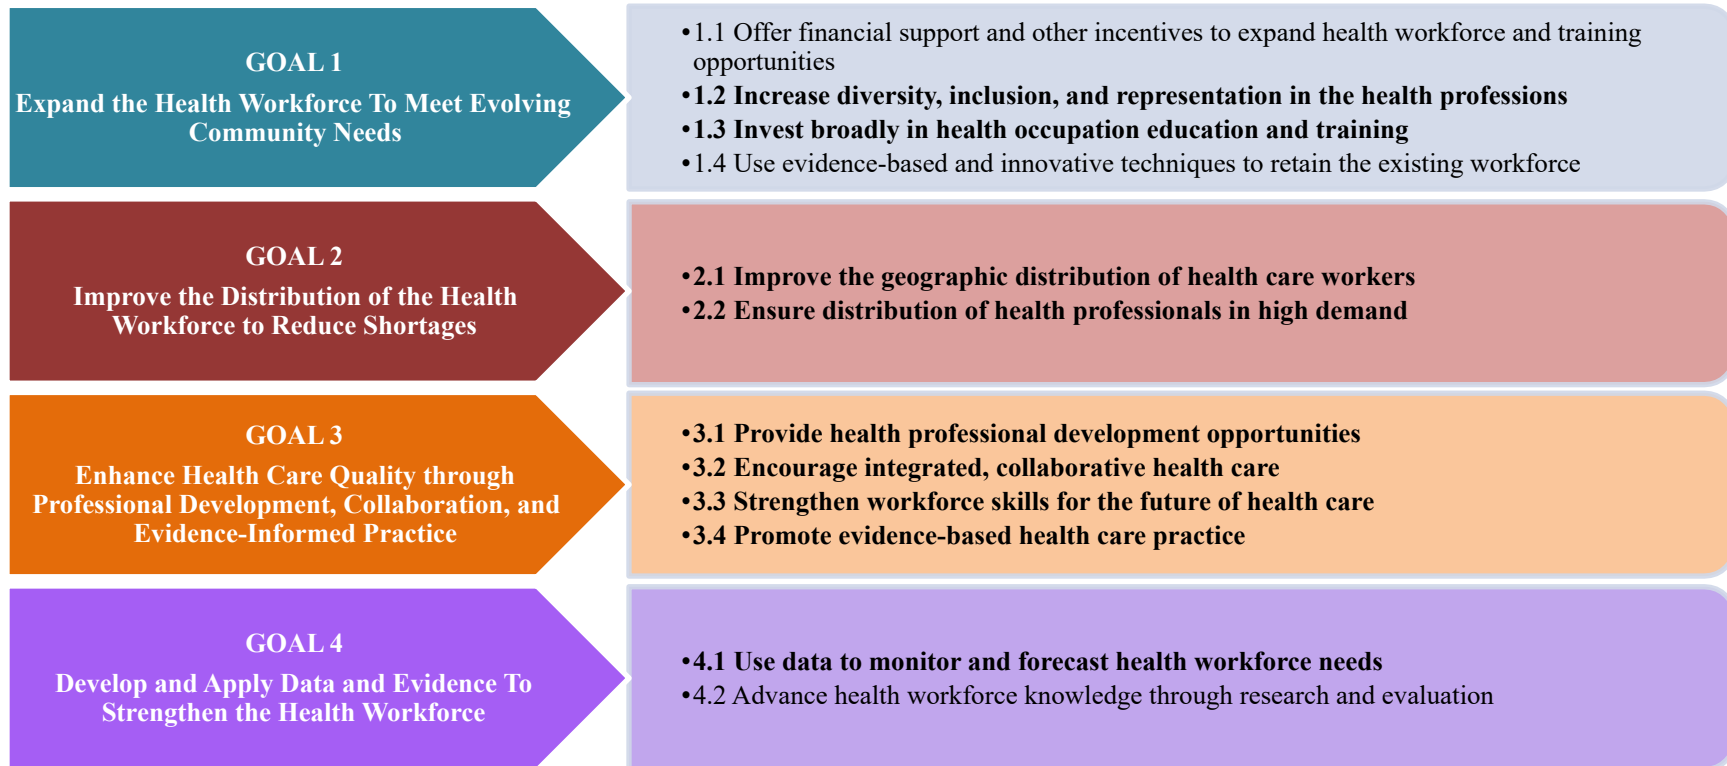 GOAL 1
Expand the Health Workforce To Meet Evolving
Community Needs
•1.1 Offer financial support and other incentives to expand health workforce and training
opportunities
•1.2 Increase diversity, inclusion, and representation in the health professions
•1.3 Invest broadly in health occupation education and training
•1.4 Use evidence-based and innovative techniques to retain the existing workforce
GOAL 2
Improve the Distribution of the Health
Workforce to Reduce Shortages
•2.1 Improve the geographic distribution of health care workers
•2.2 Ensure distribution of health professionals in high demand
GOAL 3
Enhance Health Care Quality through
Professional Development, Collaboration, and
Evidence-Informed Practice
•3.1 Provide health professional development opportunities
•3.2 Encourage integrated, collaborative health care
•3.3 Strengthen workforce skills for the future of health care
•3.4 Promote evidence-based health care practice
GOAL 4
Develop and Apply Data and Evidence To
Strengthen the Health Workforce
•4.1 Use data to monitor and forecast health workforce needs
•4.2 Advance health workforce knowledge through research and evaluation